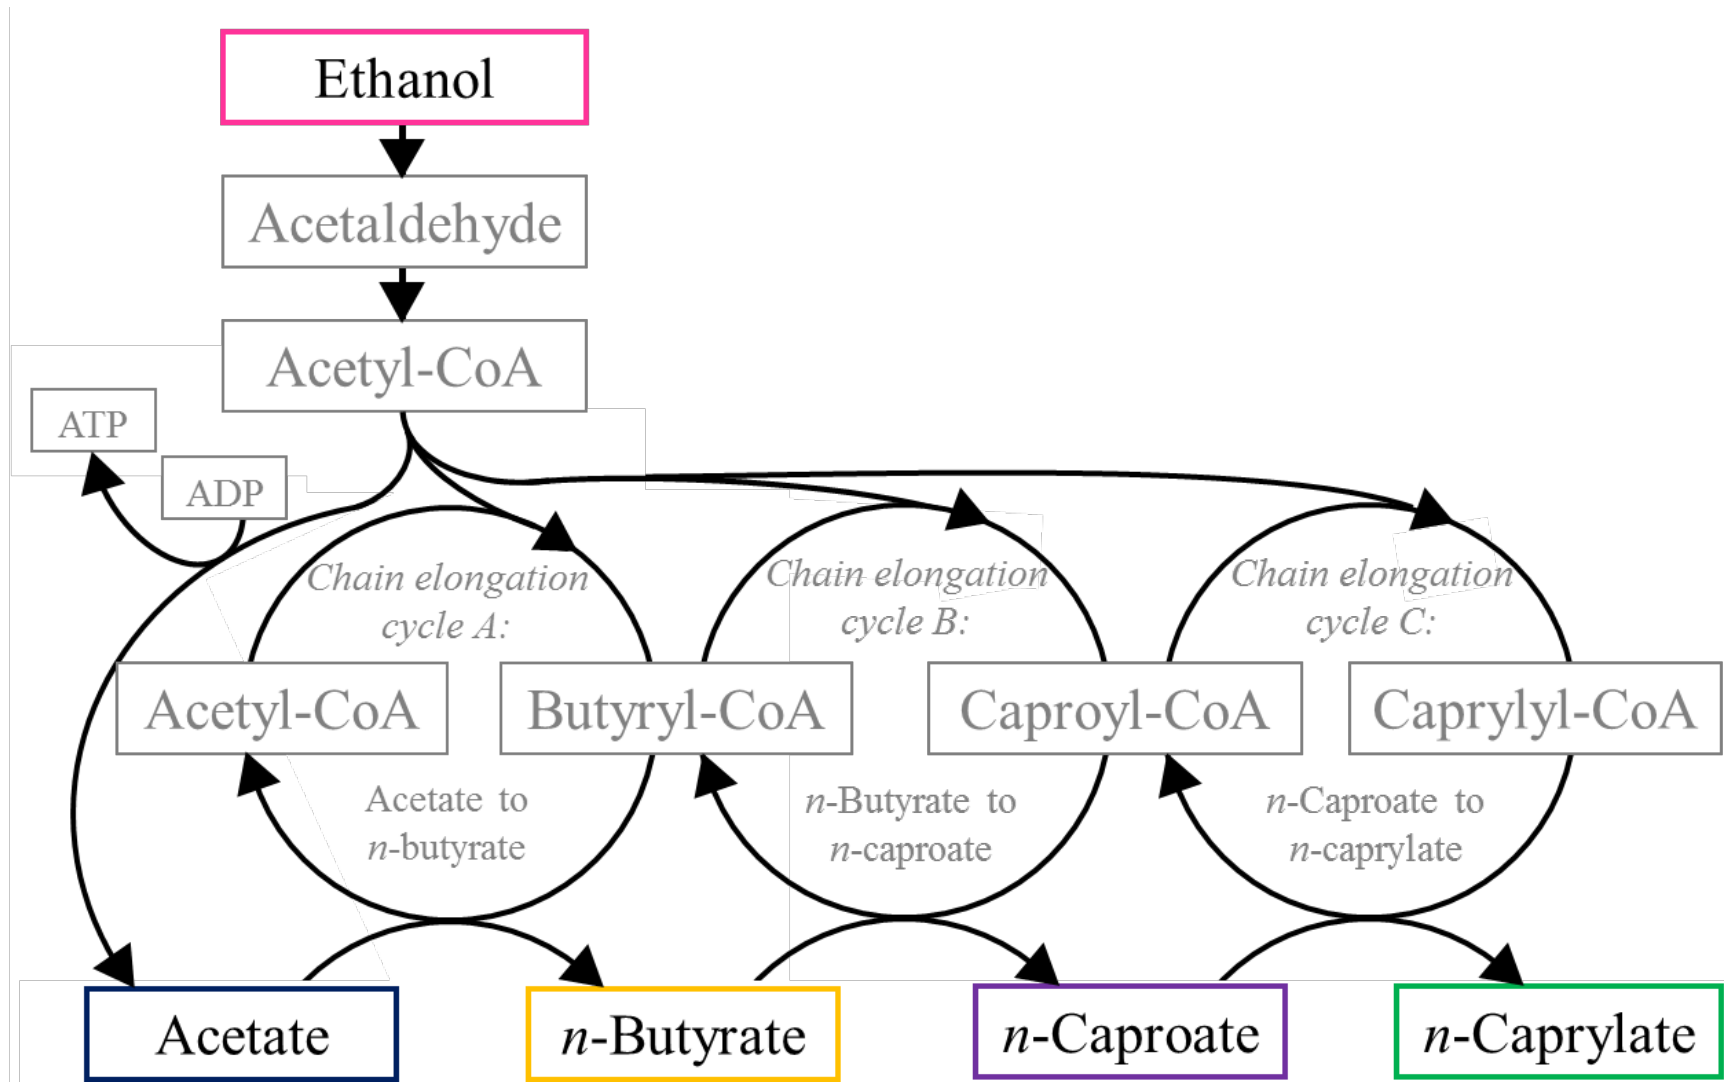 Ethanol
Acetaldehyde
Acetyl-CoA
ATP
ADP
Chain elongation
cycle A:
Chain elongation
cycle B:
Chain elongation
cycle C:
Acetyl-CoA
Butyryl-CoA
Caproyl-CoA
Caprylyl-CoA
Acetate to
n-butyrate
n-Butyrate to
n-caproate
n-Caproate to
n-caprylate
Acetate
n-Butyrate
n-Caproate
n-Caprylate